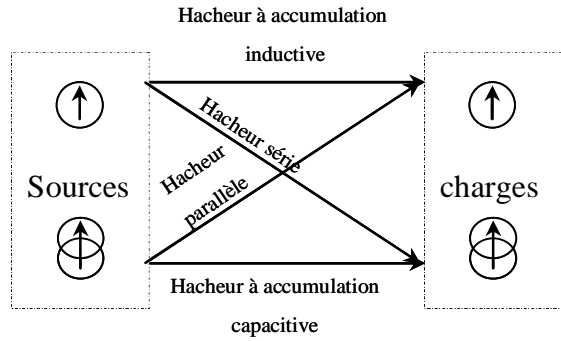 Hacheur à accumulation
inductive
Hacheur série
Hacheur
parallèle
Sources
charges
Hacheur à accumulation
capacitive